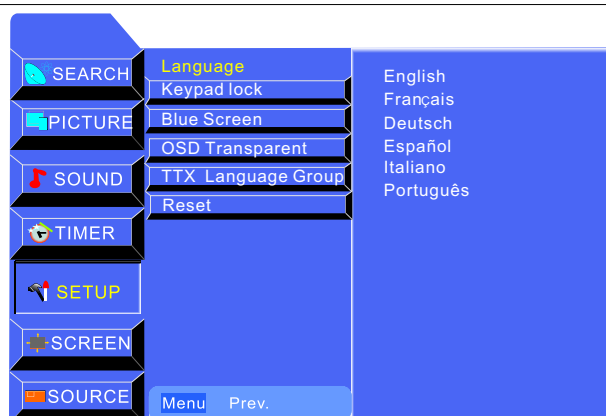 SEARCH
PICTURE
SOUND
TIMER
SETUP
SCREEN
SOURCE
Language
Keypad lock
Blue Screen
OSD Transparent
TTX Language Group
Reset
Menu Prev.
English
Français
Deutsch
Español
Italiano
Português